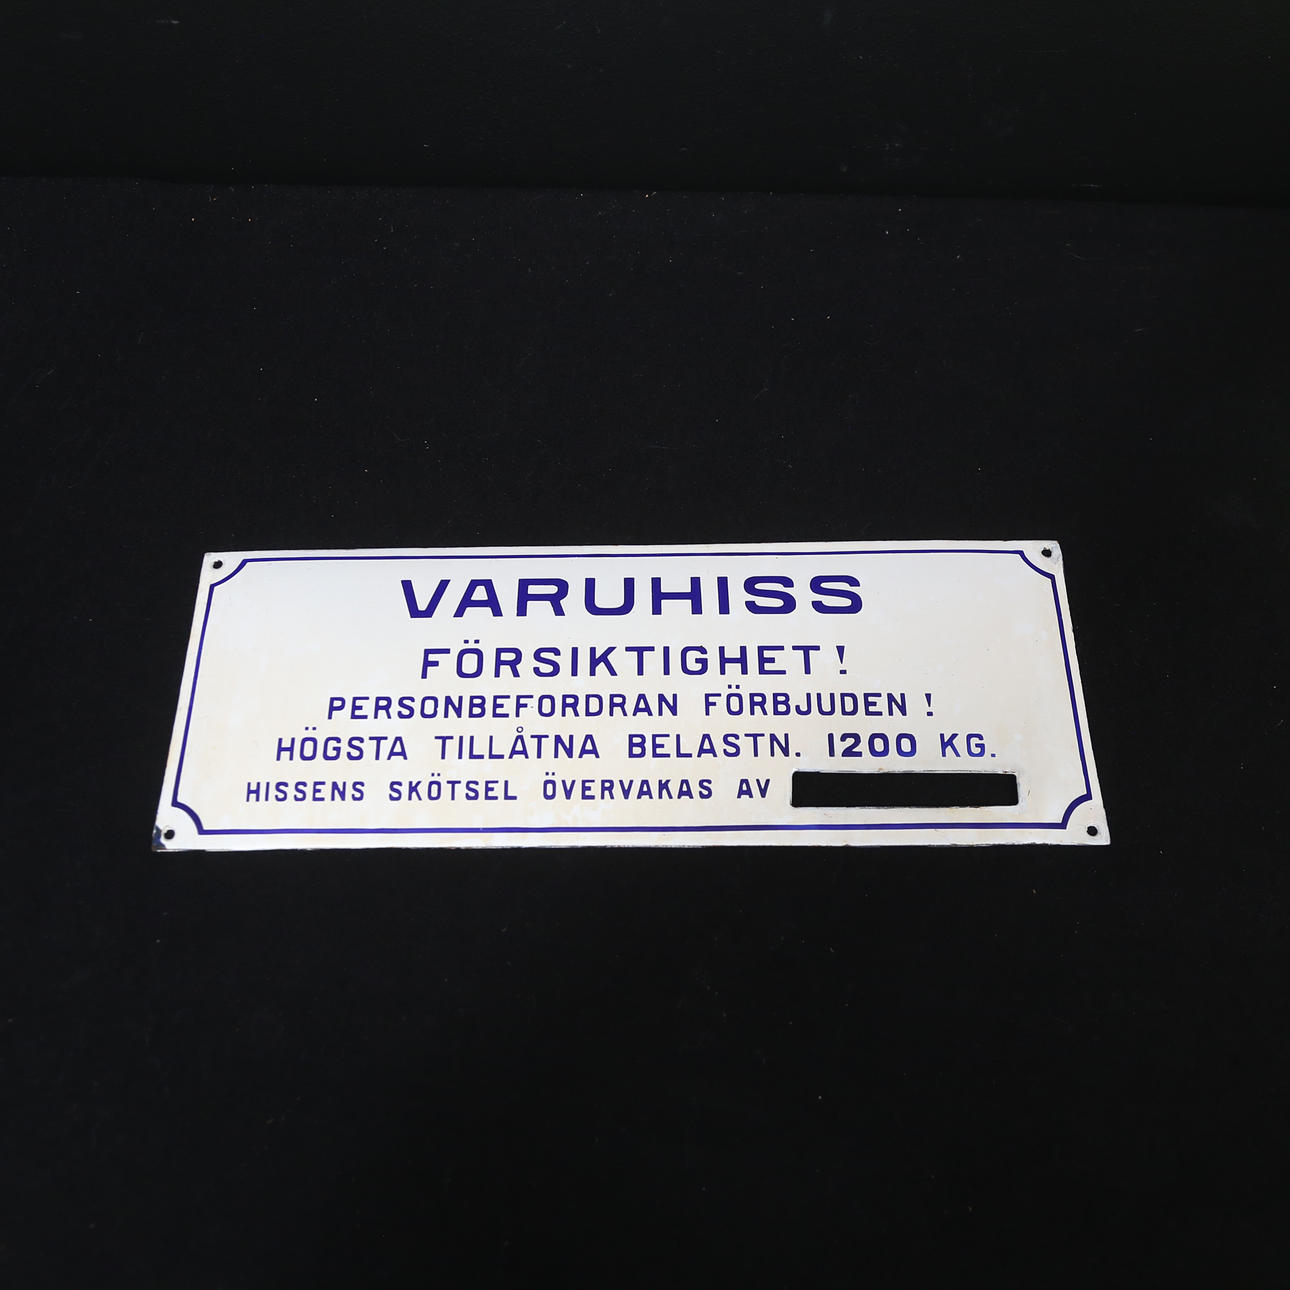 VARUHISS
FÖRSIKTIGHET !
PERSONBEFORDRAN FÖRBJUDEN !
HÖGSTA TILLÅTNA BELASTN. 1200 KG.
HISSENS SKÖTSEL ÖVERVAKAS AV